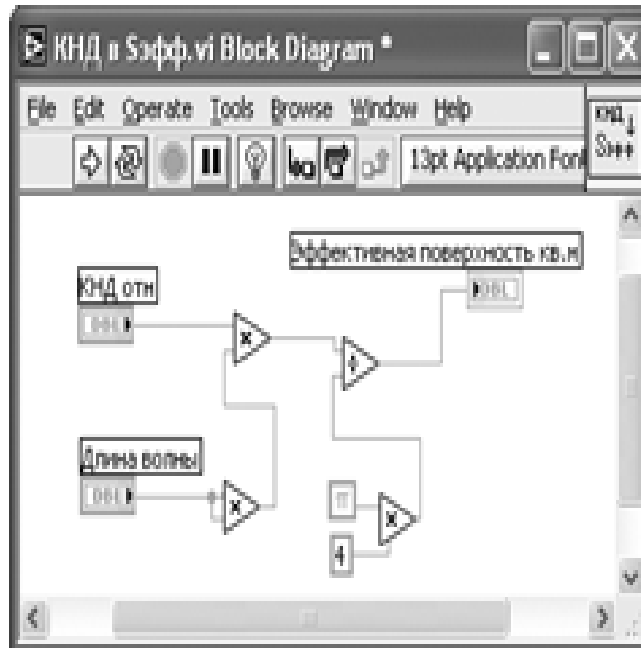 КНД в Sэфф.vi Block Diagram *
File Edit Operate Tools Browse Window Help
13pt Application Font
КНД
Sэфф
Эффективная поверхность кв.м
DBL
КНД отн
DBL
Длина волны
DBL
π
4